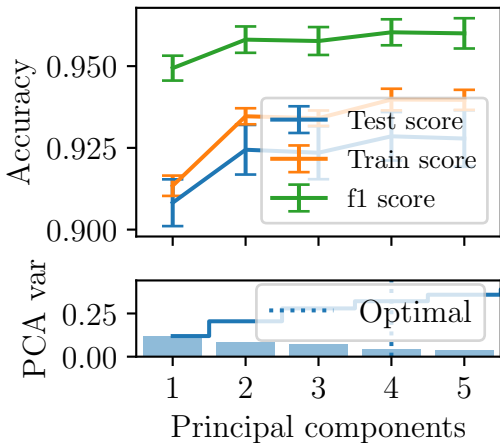 Accuracy
0.950
0.925
0.900
Test score
Train score
f1 score
PCA var
0.25
0.00
Optimal
1 2 3 4 5
Principal components